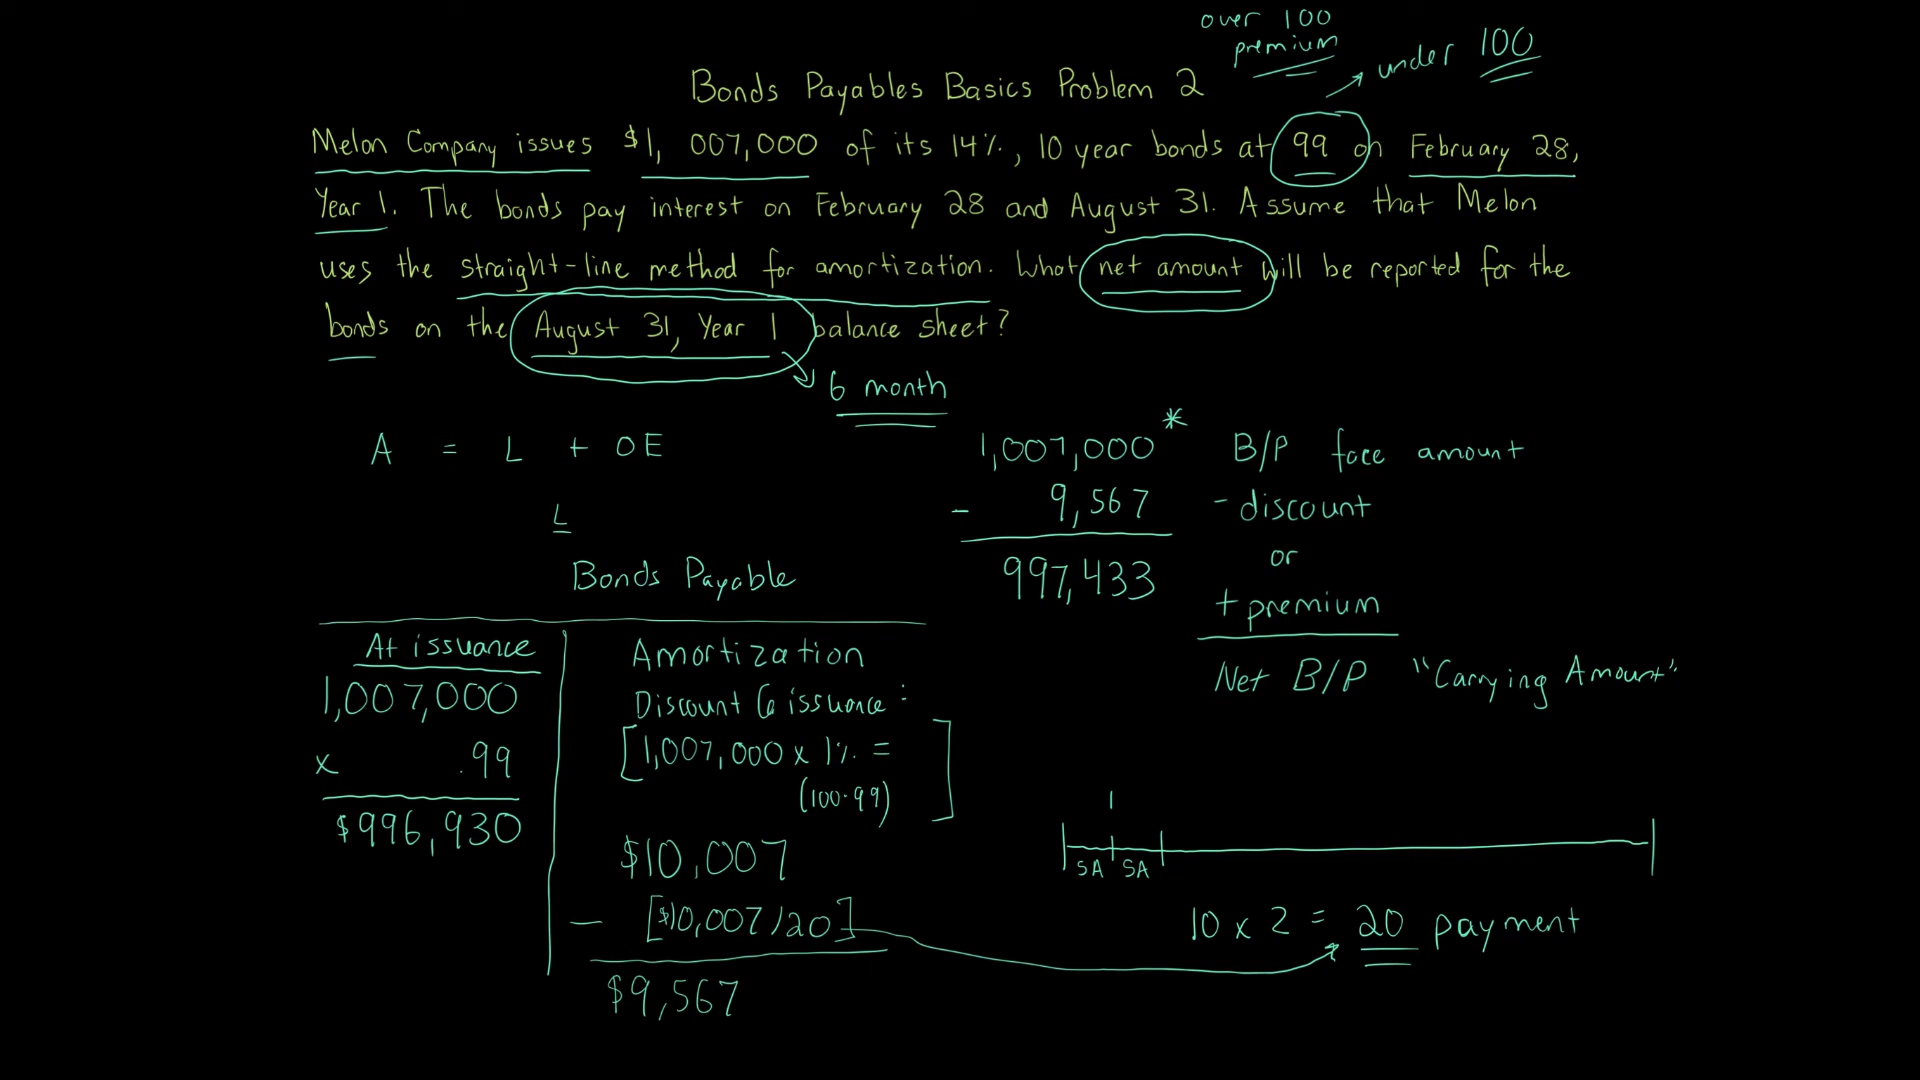 over 100
premium
under 100
Bonds Payables Basics Problem 2
Melon Company issues $1, 007,000 of its 14%, 10 year bonds at 99 on February 28,
Year 1. The bonds pay interest on February 28 and August 31. Assume that Melon
uses the straight-line method for amortization. What net amount will be reported for the
bonds on the August 31, Year 1 balance sheet?
6 month
A = L + OE
L
Bonds Payable
At issuance
1,007,000
x .99
$996,930
Amortization
Discount @ issuance:
[1,007,000 x 1% =
(100-99)]
$10,007
- [$10,007/20]
$9,567
1,007,000 *
- 9,567
997,433
B/P face amount
- discount
or
+ premium
Net B/P "Carrying Amount"
1
SA SA
10 x 2 = 20 payment